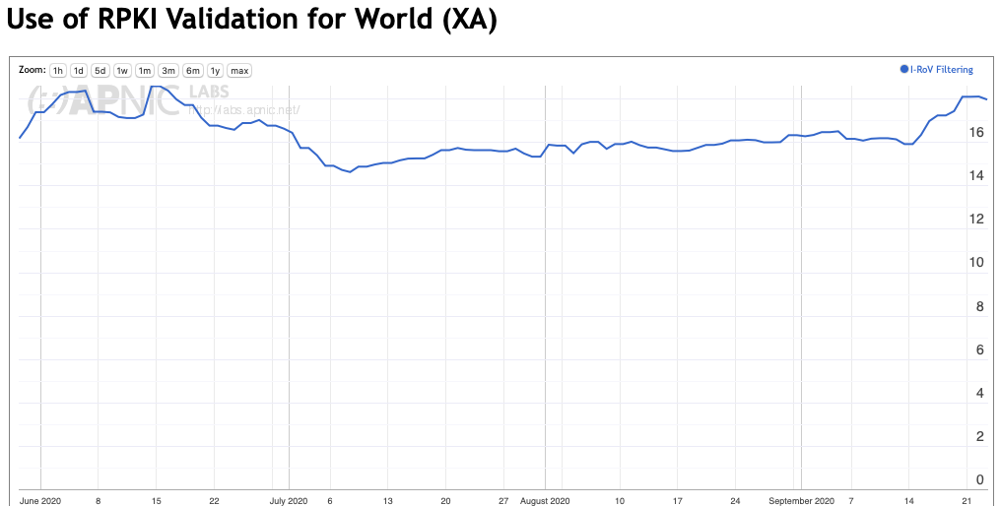 Use of RPKI Validation for World (XA)
Zoom: 1h 1d 5d 1w 1m 3m 6m 1y max
I-RoV Filtering
APNIC LABS
http://labs.apnic.net/
16
14
12
10
8
6
4
2
0
June 2020 8 15 22 July 2020 6 13 20 27 August 2020 10 17 24 September 2020 7 14 21